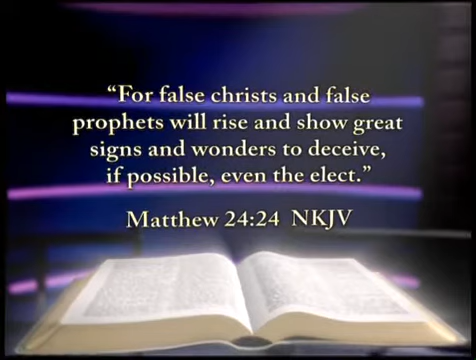 “For false christs and false
prophets will rise and show great
signs and wonders to deceive,
if possible, even the elect.”
Matthew 24:24 NKJV